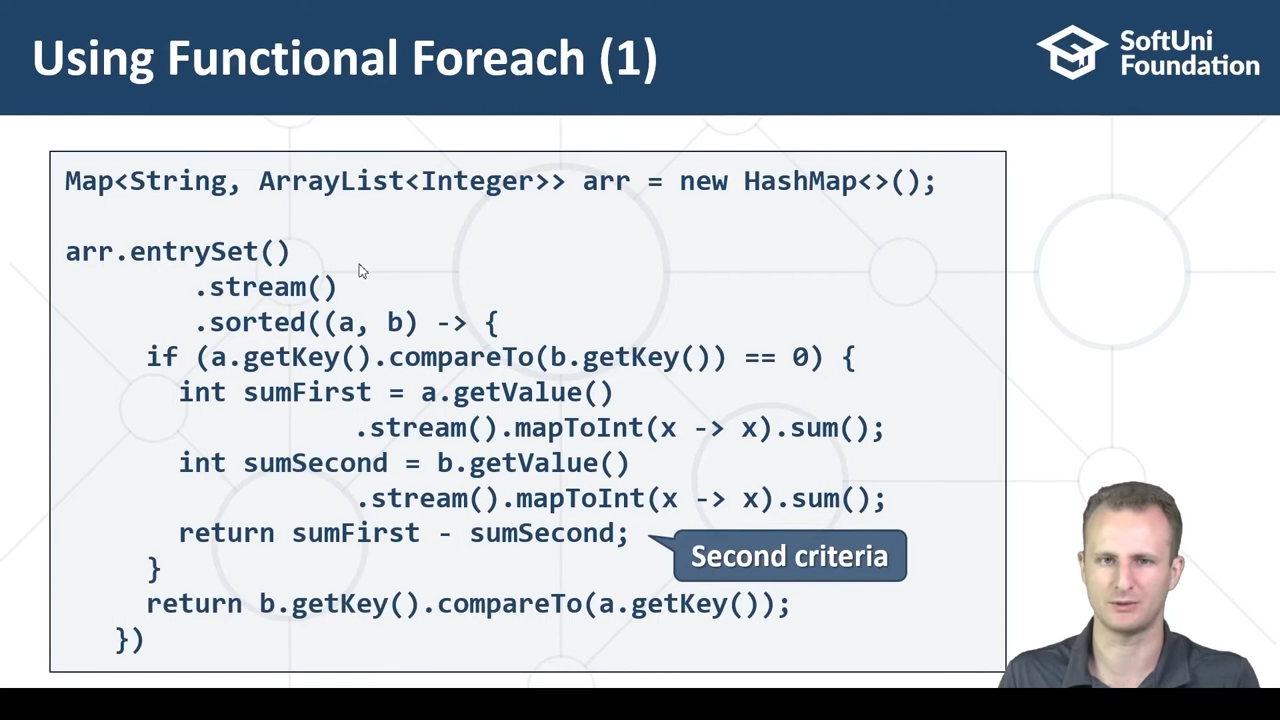 Using Functional Foreach (1)
SoftUni
Foundation
Map<String, ArrayList<Integer>> arr = new HashMap<>();
arr.entrySet()
.stream()
.sorted((a, b) -> {
if (a.getKey().compareTo(b.getKey()) == 0) {
int sumFirst = a.getValue()
.stream().mapToInt(x -> x).sum();
int sumSecond = b.getValue()
.stream().mapToInt(x -> x).sum();
return sumFirst - sumSecond;
Second criteria
}
return b.getKey().compareTo(a.getKey());
})